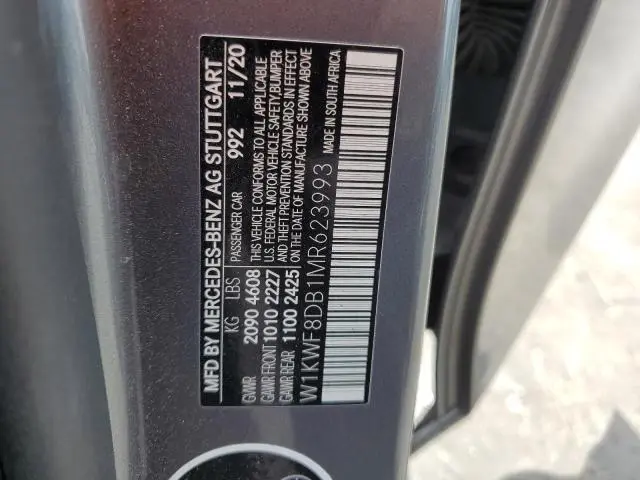 MFD BY MERCEDES-BENZ AG STUTTGART
992 11/20
KG LBS PASSENGER CAR
GVWR 2090 4608 THIS VEHICLE CONFORMS TO ALL APPLICABLE
GAWR FRONT 1010 2227 U.S. FEDERAL MOTOR VEHICLE SAFETY, BUMPER
GAWR REAR 1100 2425 AND THEFT PREVENTION STANDARDS IN EFFECT
ON THE DATE OF MANUFACTURE SHOWN ABOVE
W1KWF8DB1MR623993 MADE IN SOUTH AFRICA